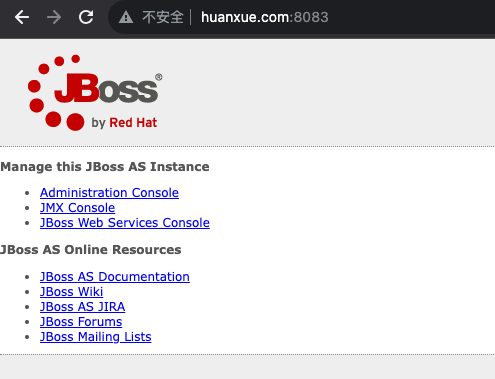 不安全 | huanxue.com:8083
JBoss®
by Red Hat
Manage this JBoss AS Instance
Administration Console
JMX Console
JBoss Web Services Console
JBoss AS Online Resources
JBoss AS Documentation
JBoss Wiki
JBoss AS JIRA
JBoss Forums
JBoss Mailing Lists